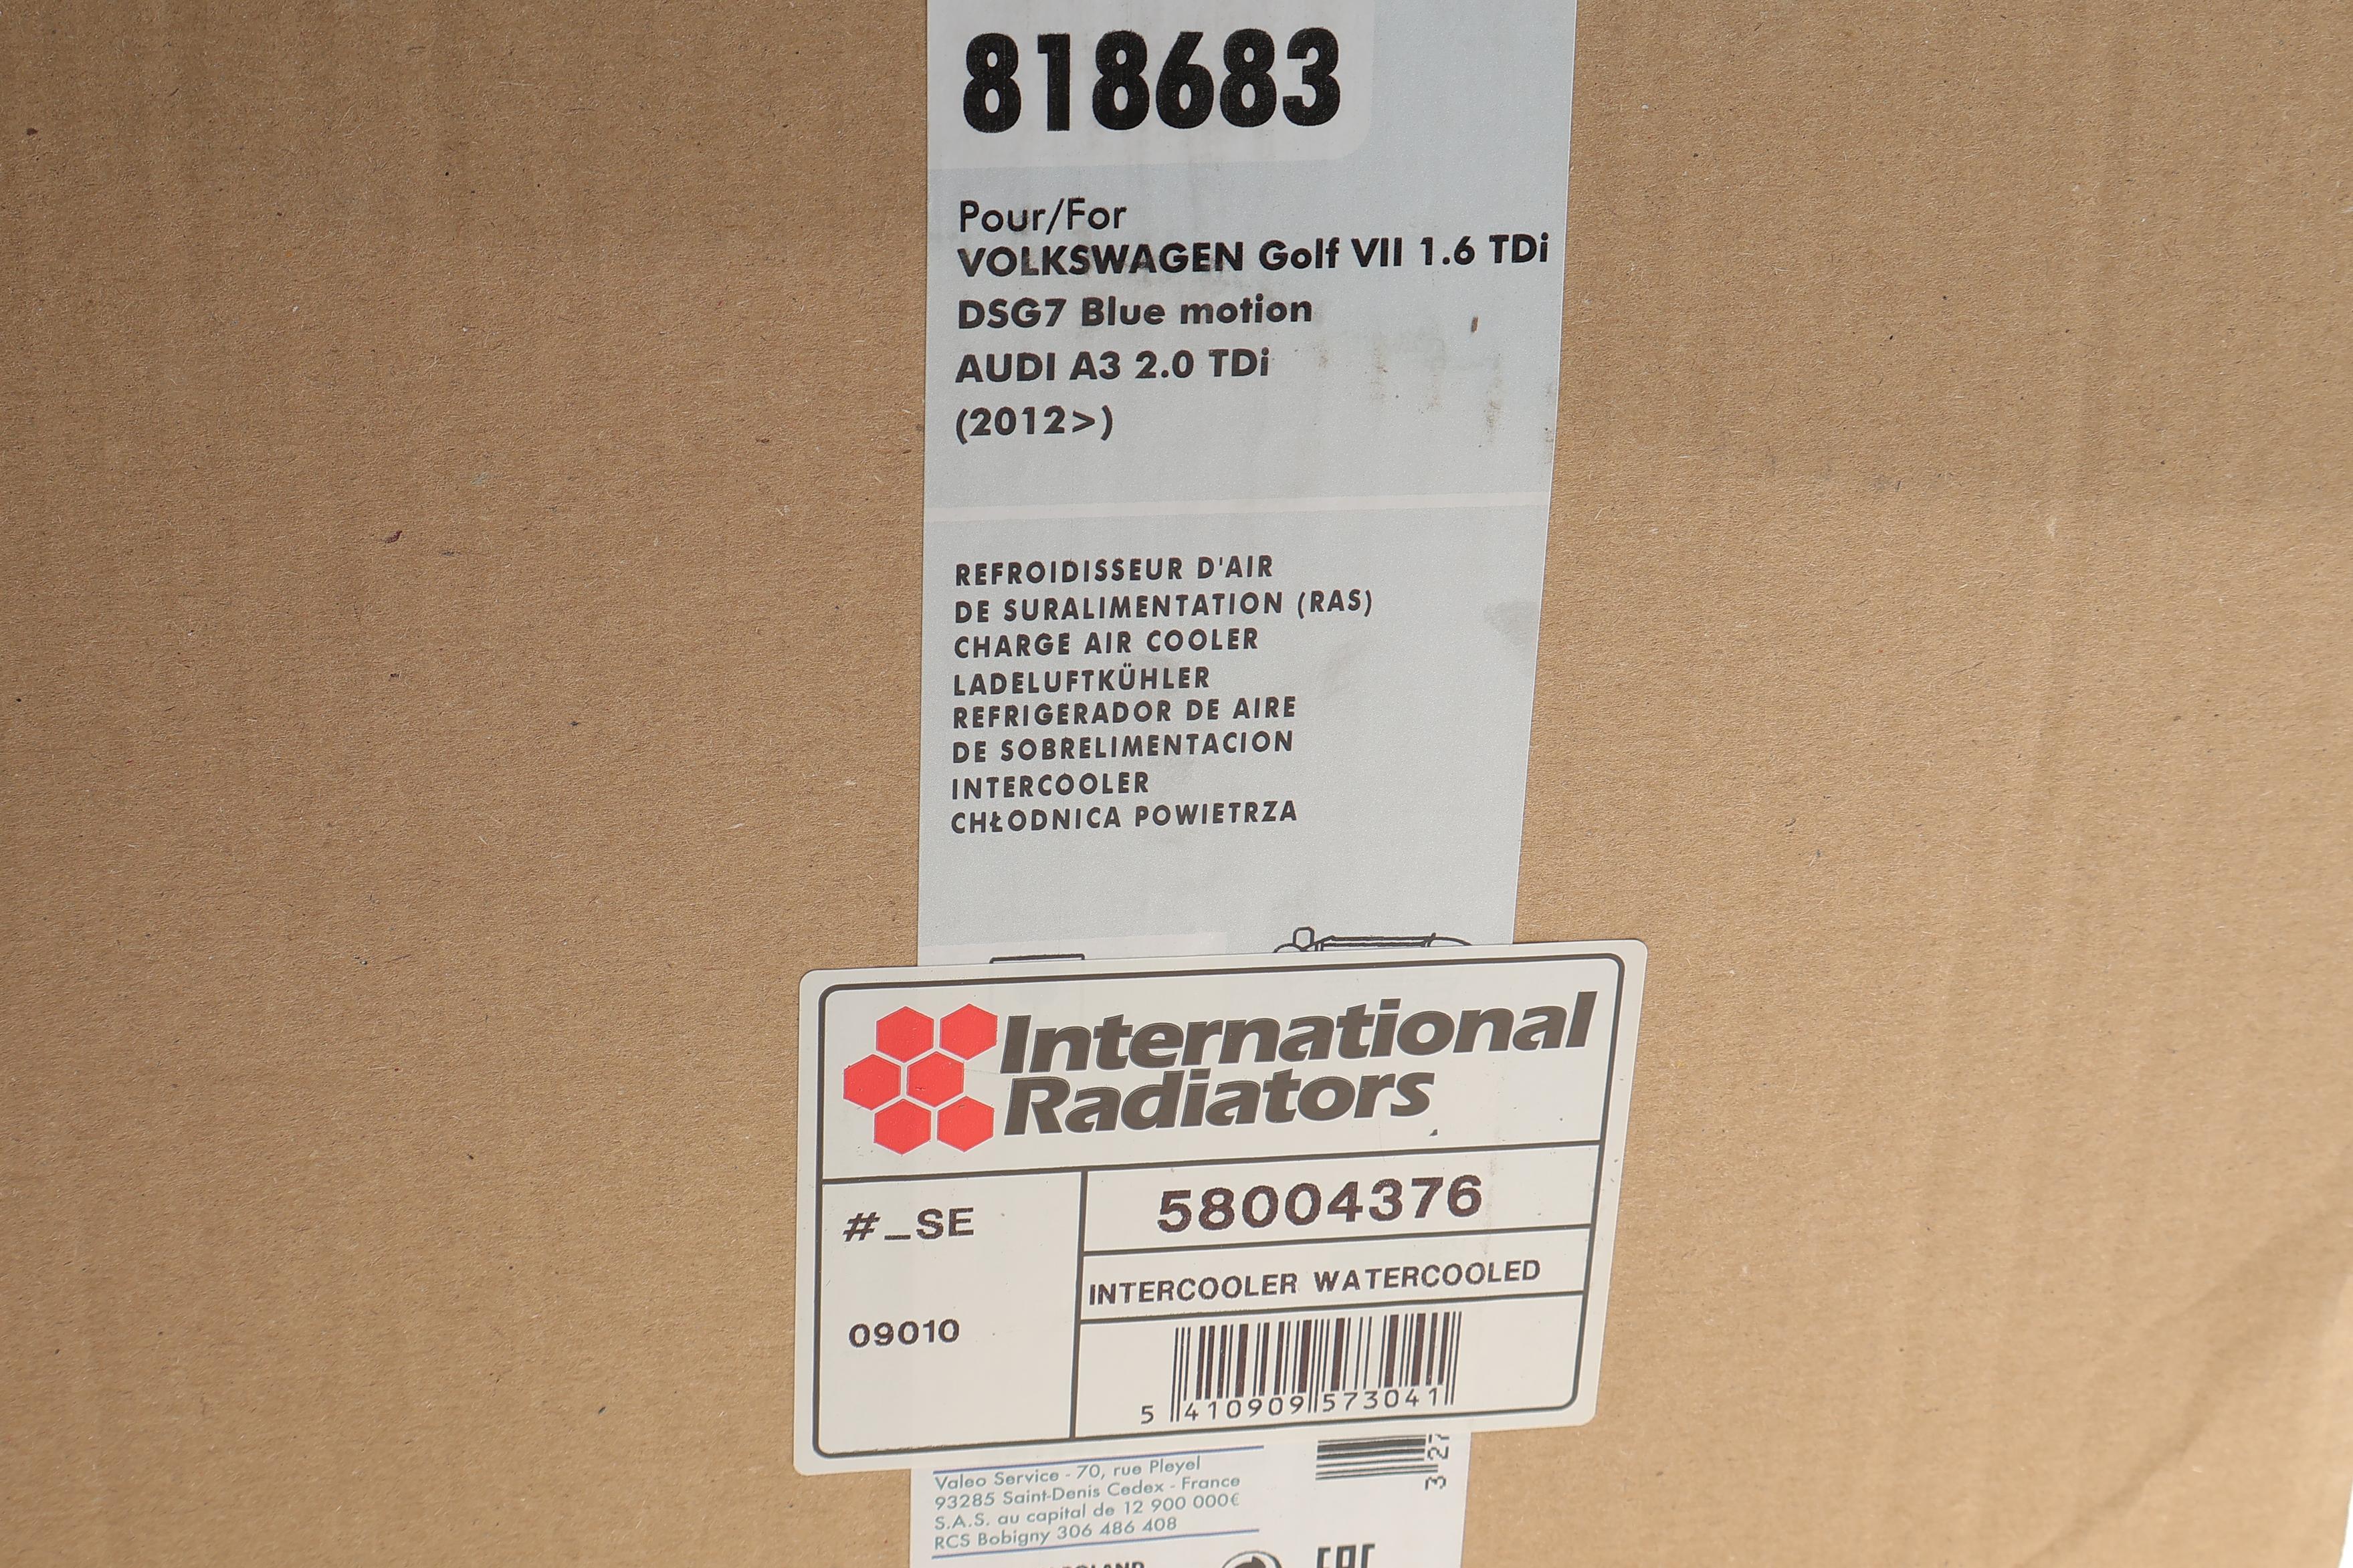 818683
Pour/For
VOLKSWAGEN Golf VII 1.6 TDi
DSG7 Blue motion
AUDI A3 2.0 TDi
(2012>)
REFROIDISSEUR D'AIR
DE SURALIMENTATION (RAS)
CHARGE AIR COOLER
LADELUFTKÜHLER
REFRIGERADOR DE AIRE
DE SOBRELIMENTACION
INTERCOOLER
CHŁODNICA POWIETRZA
International
Radiators
#_SE
58004376
INTERCOOLER WATERCOOLED
09010
5 410909 573041
3 27
Valeo Service - 70, rue Pleyel
93285 Saint-Denis Cedex - France
S.A.S. au capital de 12 900 000€
RCS Bobigny 306 486 408